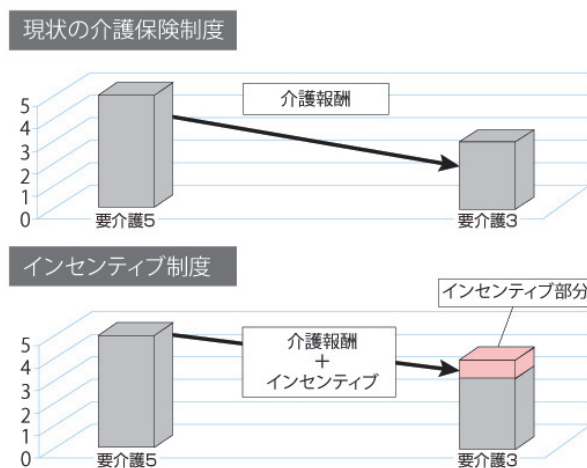 現状の介護保険制度
介護報酬
5
4
3
2
1
0
要介護5
要介護3
インセンティブ制度
インセンティブ部分
介護報酬
+
インセンティブ
5
4
3
2
1
0
要介護5
要介護3